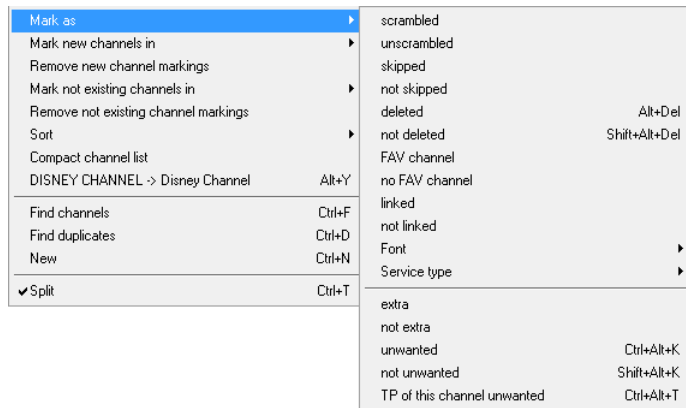 Mark as
Mark new channels in
Remove new channel markings
Mark not existing channels in
Remove not existing channel markings
Sort
Compact channel list
DISNEY CHANNEL -> Disney Channel Alt+Y
Find channels Ctrl+F
Find duplicates Ctrl+D
New Ctrl+N
Split Ctrl+T
scrambled
unscrambled
skipped
not skipped
deleted Alt+Del
not deleted Shift+Alt+Del
FAV channel
no FAV channel
linked
not linked
Font
Service type
extra
not extra
unwanted Ctrl+Alt+K
not unwanted Shift+Alt+K
TP of this channel unwanted Ctrl+Alt+T